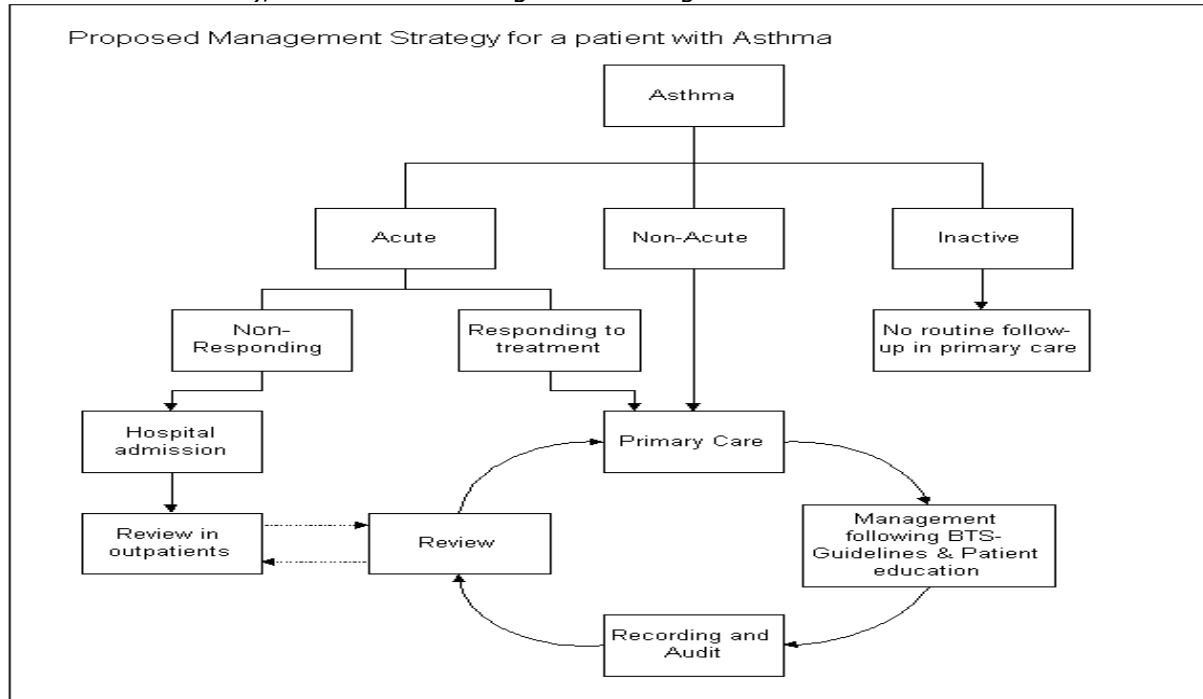 Proposed Management Strategy for a patient with Asthma
Asthma
Acute
Non-Acute
Inactive
Non-
Responding
Responding to
treatment
No routine follow-
up in primary care
Hospital
admission
Primary Care
Review in
outpatients
Review
Management
following BTS-
Guidelines & Patient
education
Recording and
Audit